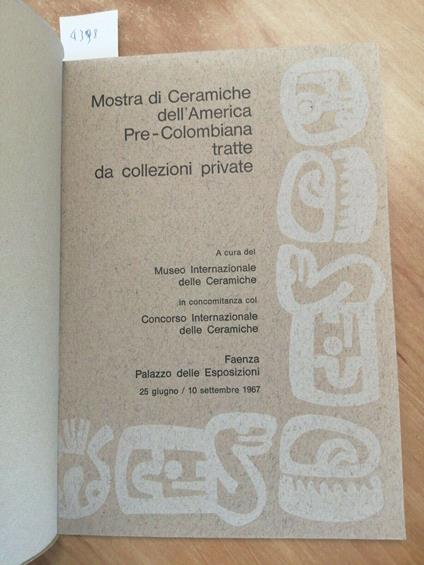 4398
Mostra di Ceramiche
dell'America
Pre-Colombiana
tratte
da collezioni private
A cura del
Museo Internazionale
delle Ceramiche
in concomitanza col
Concorso Internazionale
delle Ceramiche
Faenza
Palazzo delle Esposizioni
25 giugno / 10 settembre 1967